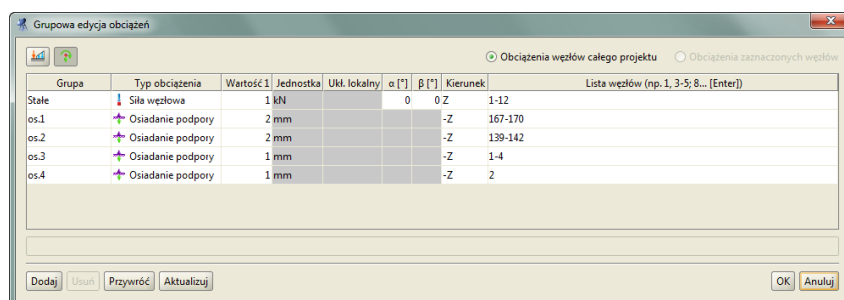 Grupowa edycja obciążeń
Obciążenia węzłów całego projektu Obciążenia zaznaczonych węzłów
Grupa Typ obciążenia Wartość 1 Jednostka Ukł. lokalny α [°] β [°] Kierunek Lista węzłów (np. 1, 3-5; 8... [Enter])
Stałe Siła węzłowa 1 kN 0 0 Z 1-12
os.1 Osiadanie podpory 2 mm -Z 167-170
os.2 Osiadanie podpory 2 mm -Z 139-142
os.3 Osiadanie podpory 1 mm -Z 1-4
os.4 Osiadanie podpory 1 mm -Z 2
Dodaj Usuń Przywróć Aktualizuj OK Anuluj